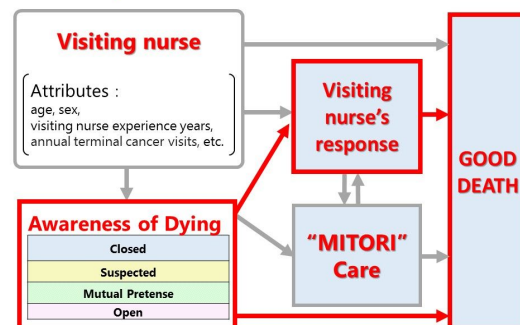 Visiting nurse
Attributes :
age, sex,
visiting nurse experience years,
annual terminal cancer visits, etc.
Visiting
nurse's
response
GOOD
DEATH
Awareness of Dying
Closed
Suspected
Mutual Pretense
Open
"MITORI"
Care